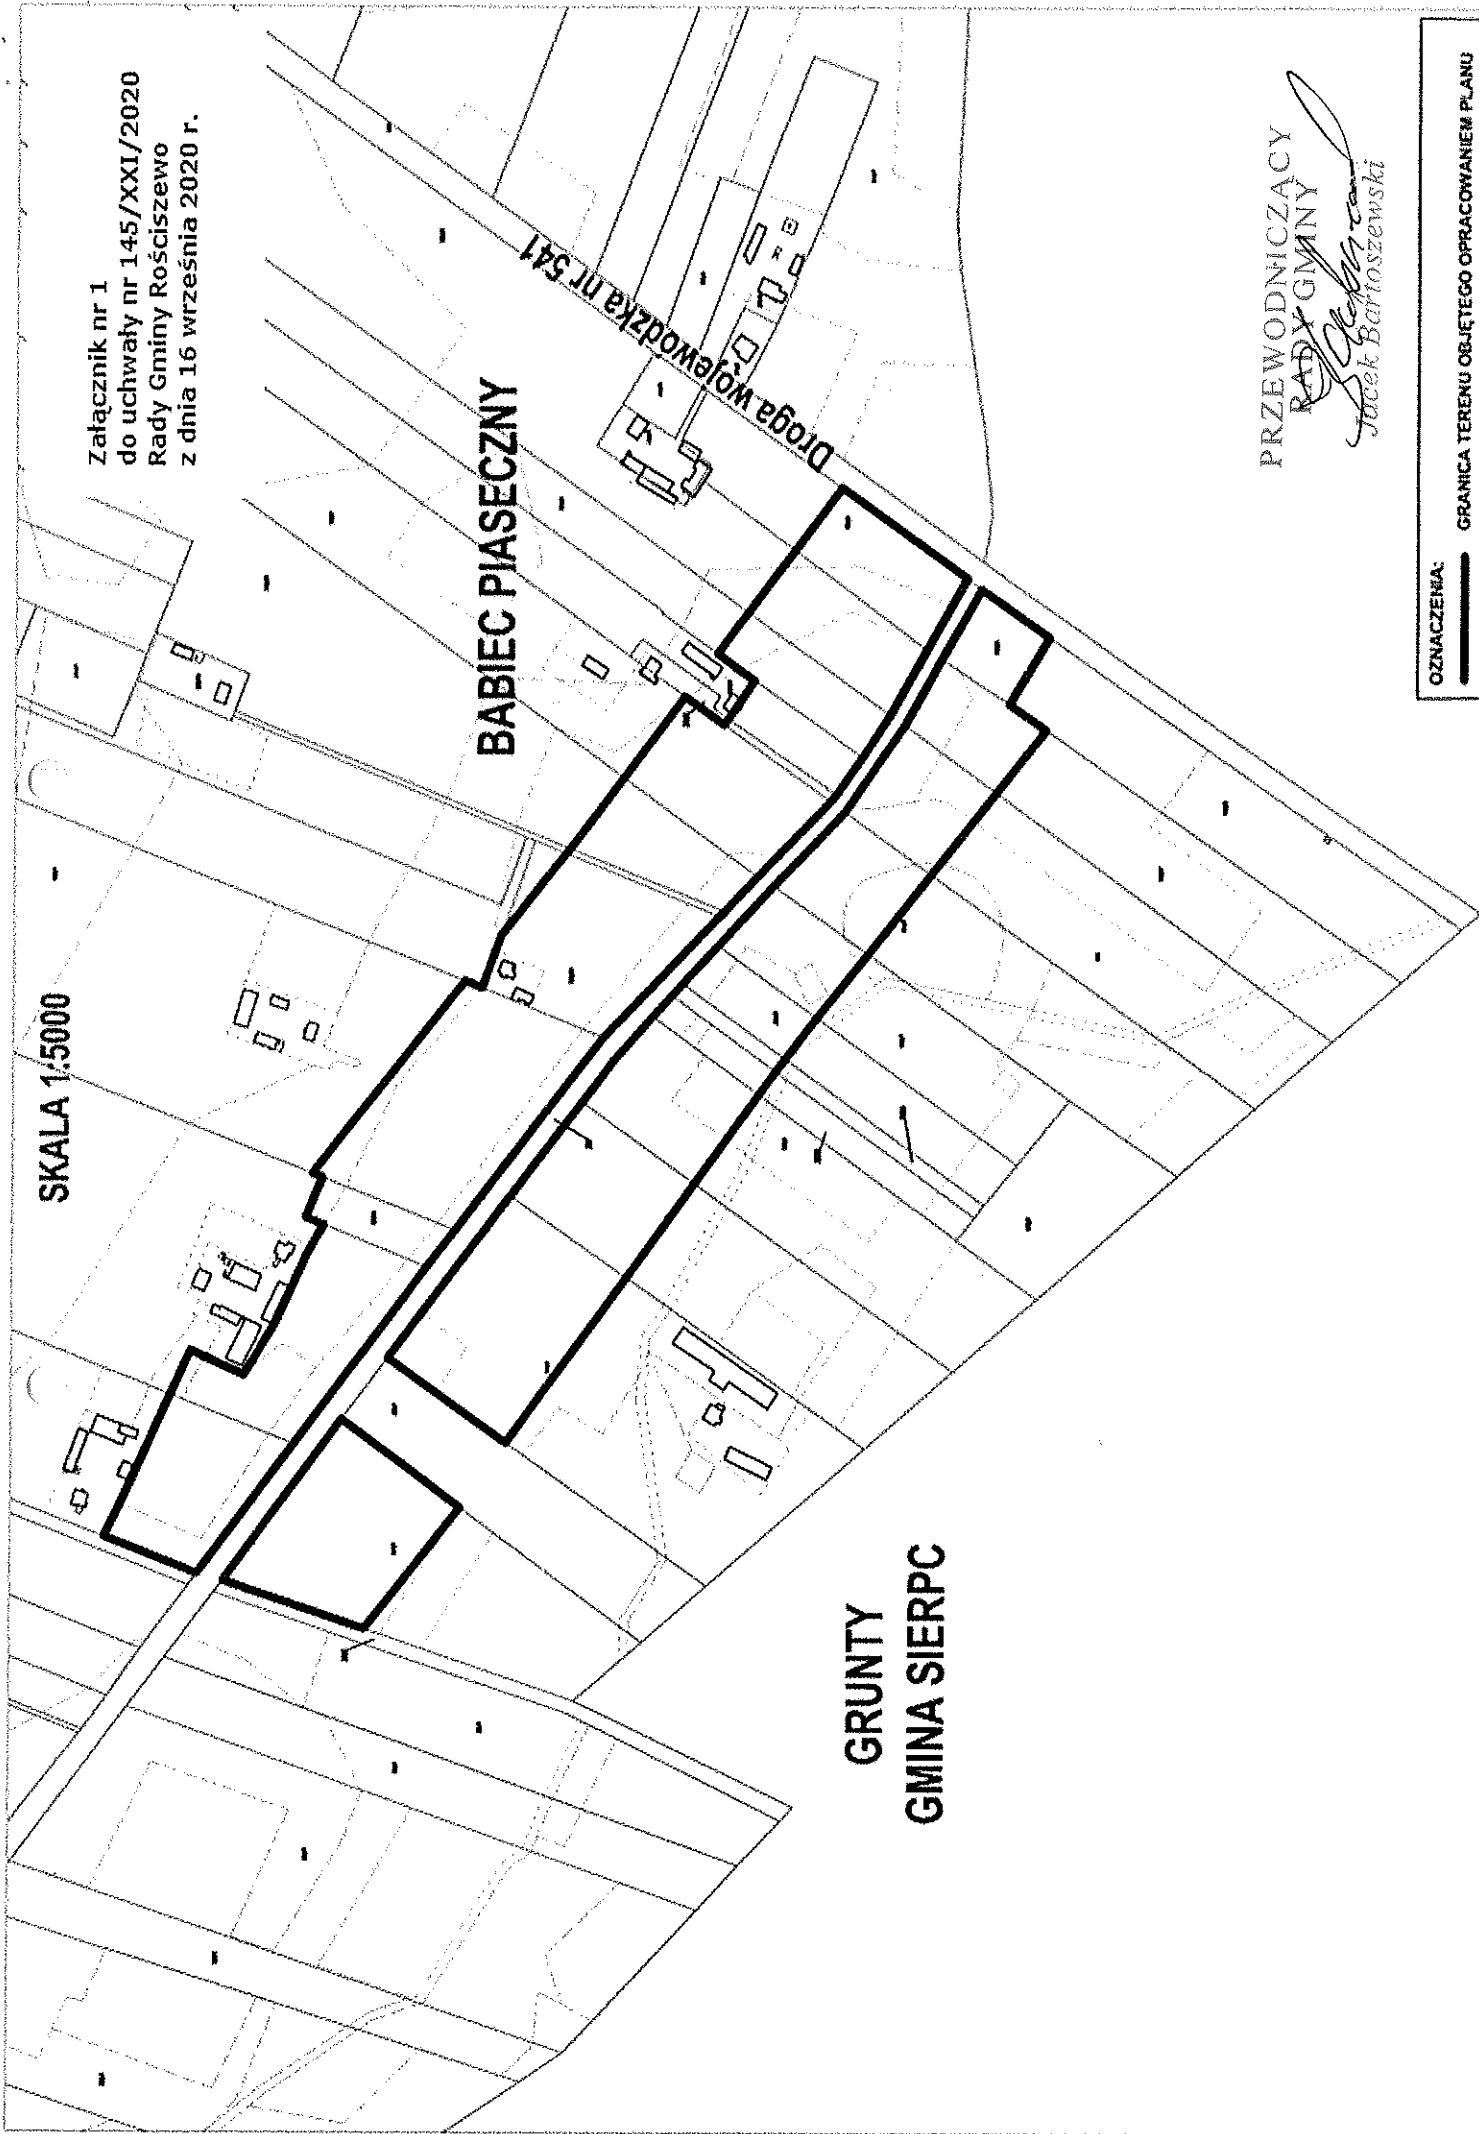 Załącznik nr 1
do uchwały nr 145/XXI/2020
Rady Gminy Rościszewo
z dnia 16 września 2020 r.
SKALA 1:5000
BABIEC PIASECZNY
Droga wojewódzka nr 541
GRUNTY
GMINA SIERPC
PRZEWODNICZĄCY
RADY GMINY
Jacek Bartoszewski
OZNACZENIA:
GRANICA TERENU OBJĘTEGO OPRACOWANIEM PLANU